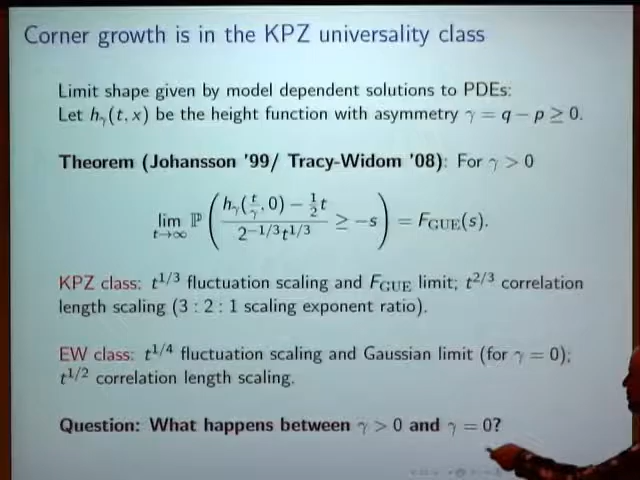 Corner growth is in the KPZ universality class
Limit shape given by model dependent solutions to PDEs:
Let hγ(t, x) be the height function with asymmetry γ = q − p ≥ 0.
Theorem (Johansson '99/ Tracy-Widom '08): For γ > 0
lim t→∞ ℙ ( (hγ(t/γ, 0) − ½t) / (2^{−1/3}t^{1/3}) ≥ −s ) = F_GUE(s).
KPZ class: t^{1/3} fluctuation scaling and F_GUE limit; t^{2/3} correlation
length scaling (3 : 2 : 1 scaling exponent ratio).
EW class: t^{1/4} fluctuation scaling and Gaussian limit (for γ = 0);
t^{1/2} correlation length scaling.
Question: What happens between γ > 0 and γ = 0?